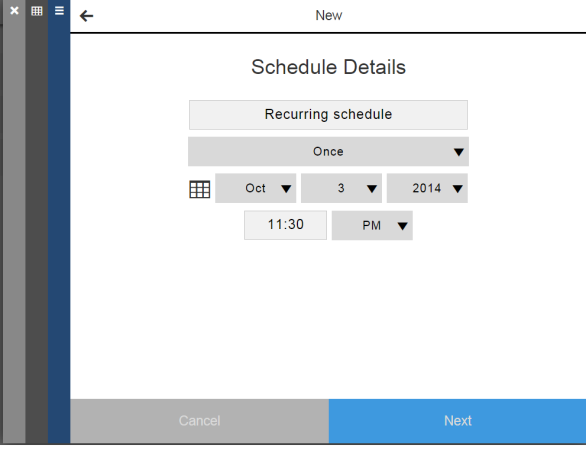 New
Schedule Details
Recurring schedule
Once
Oct 3 2014
11:30 PM
Cancel Next